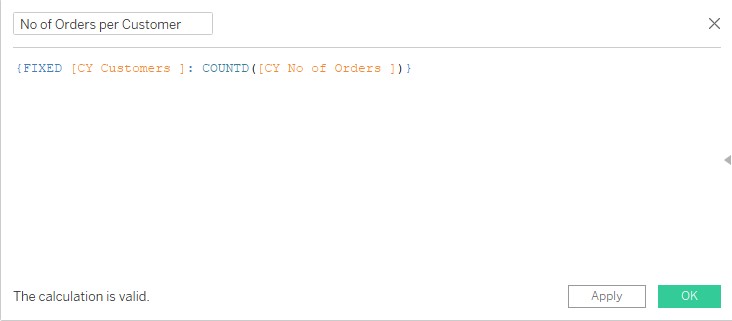 No of Orders per Customer
{FIXED [CY Customers ]: COUNTD([CY No of Orders ])}
The calculation is valid.
Apply
OK